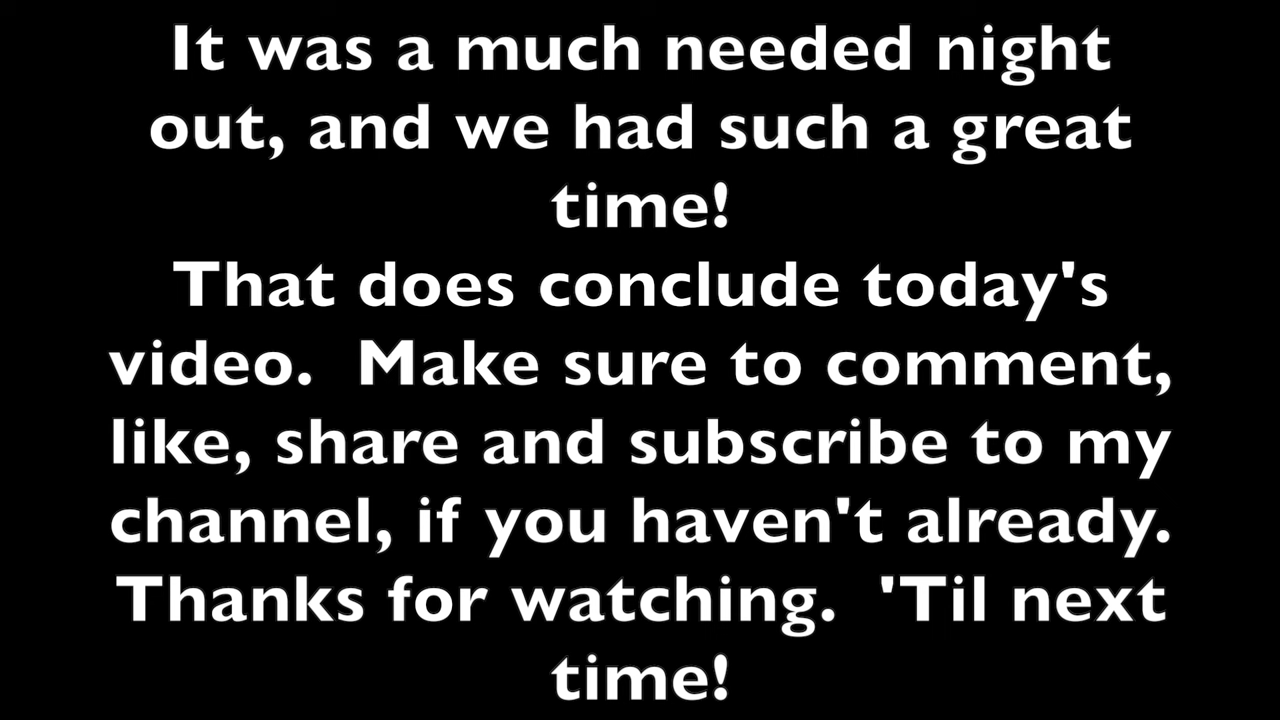 It was a much needed night
out, and we had such a great
time!
That does conclude today's
video.  Make sure to comment,
like, share and subscribe to my
channel, if you haven't already.
Thanks for watching.  'Til next
time!